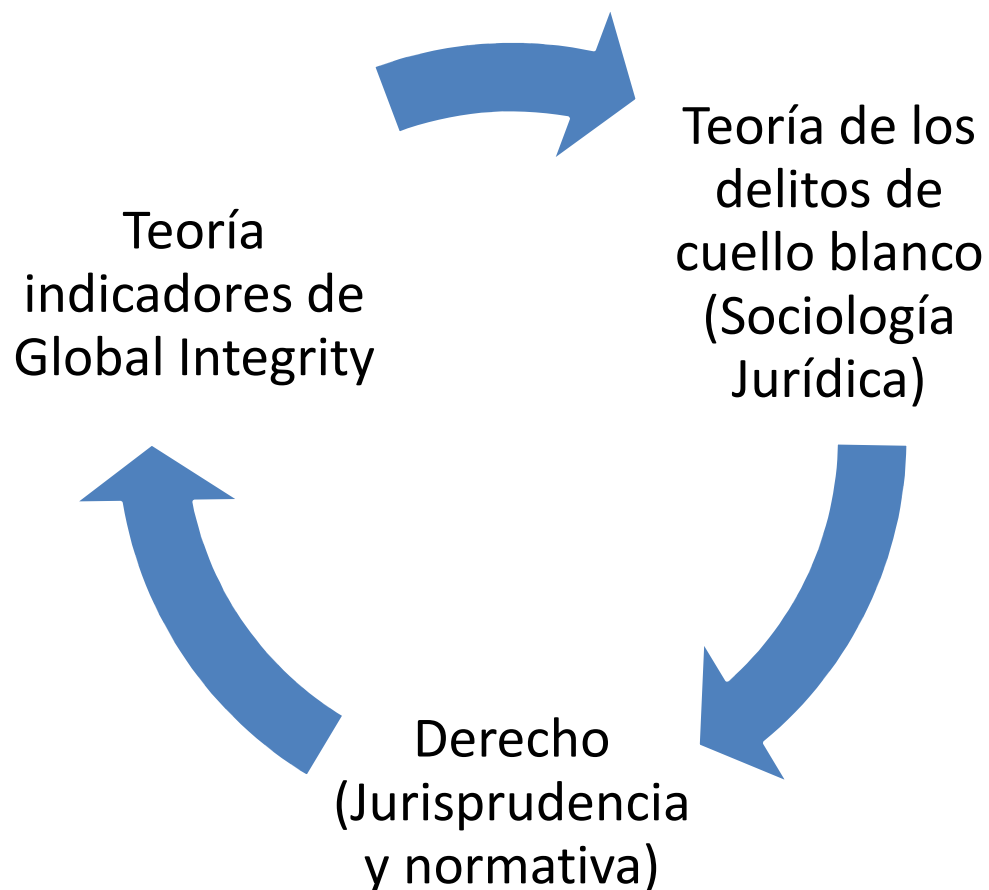 Teoría de los
delitos de
cuello blanco
(Sociología
Jurídica)
Derecho
(Jurisprudencia
y normativa)
Teoría
indicadores de
Global Integrity